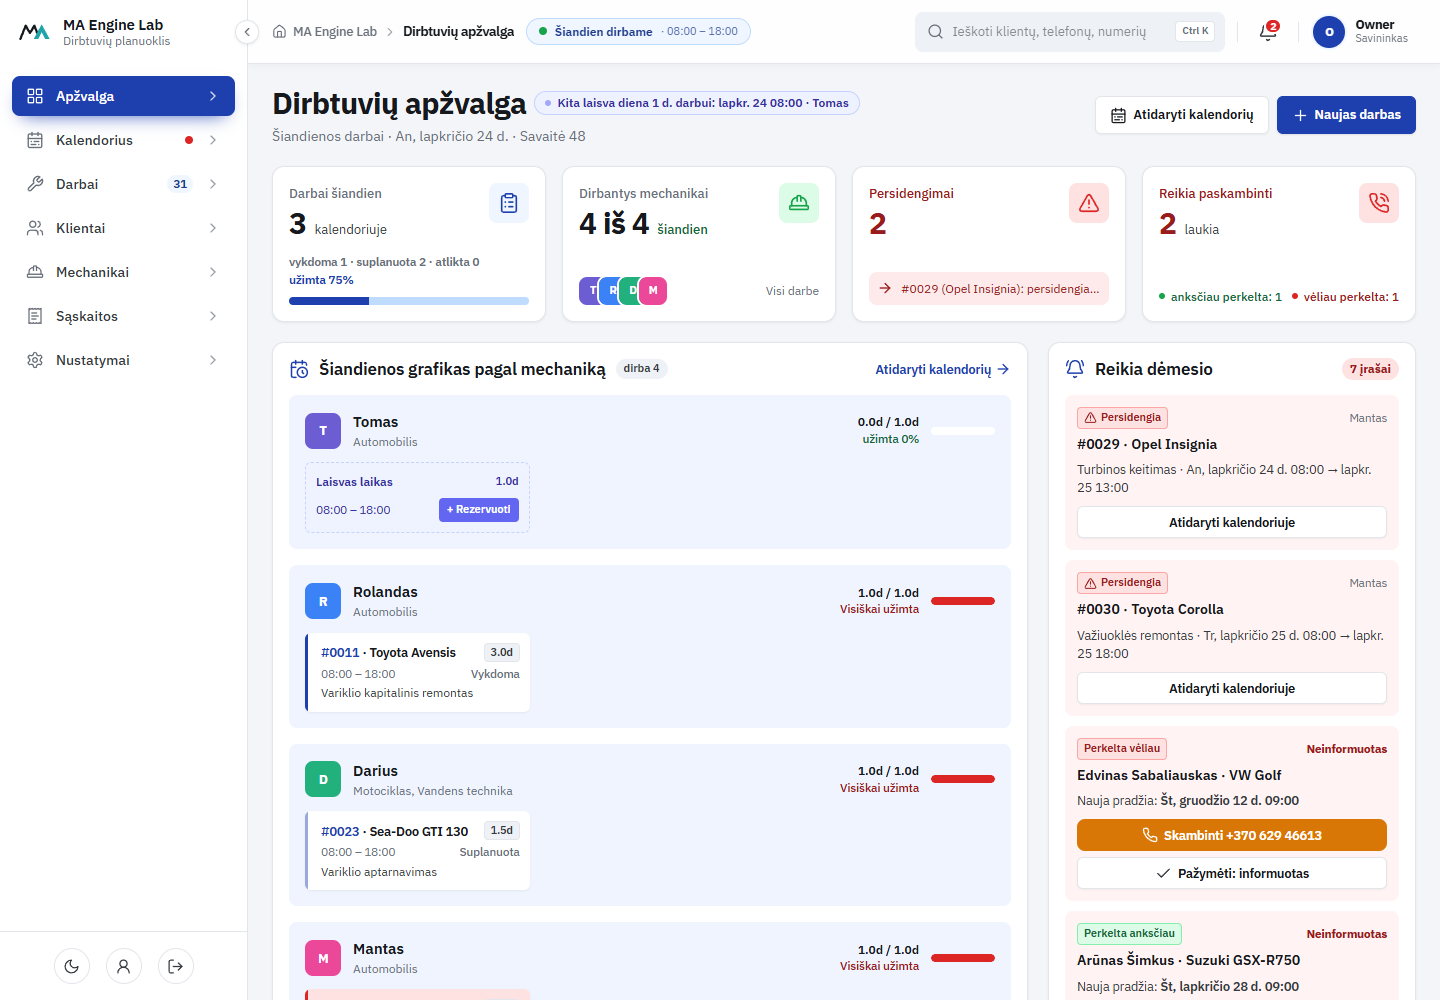 MA Engine Lab
Dirbtuvių planuoklis
Apžvalga
Kalendorius
Darbai 31
Klientai
Mechanikai
Sąskaitos
Nustatymai
MA Engine Lab > Dirbtuvių apžvalga
Šiandien dirbame · 08:00 – 18:00
Ieškoti klientų, telefonų, numerių Ctrl K
2
O
Owner
Savininkas
Dirbtuvių apžvalga
Kita laisva diena 1 d. darbui: lapkr. 24 08:00 · Tomas
Šiandienos darbai · An, lapkričio 24 d. · Savaitė 48
Atidaryti kalendorių
+ Naujas darbas
Darbai šiandien
3 kalendoriuje
vykdoma 1 · suplanuota 2 · atlikta 0
užimta 75%
Dirbantys mechanikai
4 iš 4 šiandien
T R D M
Visi darbe
Persidengimai
2
→ #0029 (Opel Insignia): persidengia...
Reikia paskambinti
2 laukia
anksčiau perkelta: 1 vėliau perkelta: 1
Šiandienos grafikas pagal mechaniką dirba 4
Atidaryti kalendorių →
T
Tomas
Automobilis
0.0d / 1.0d
užimta 0%
Laisvas laikas 1.0d
08:00 – 18:00 + Rezervuoti
R
Rolandas
Automobilis
1.0d / 1.0d
Visiškai užimta
#0011 · Toyota Avensis 3.0d
08:00 – 18:00 Vykdoma
Variklio kapitalinis remontas
D
Darius
Motociklas, Vandens technika
1.0d / 1.0d
Visiškai užimta
#0023 · Sea-Doo GTI 130 1.5d
08:00 – 18:00 Suplanuota
Variklio aptarnavimas
M
Mantas
Automobilis
1.0d / 1.0d
Visiškai užimta
Reikia dėmesio 7 įrašai
Persidengia Mantas
#0029 · Opel Insignia
Turbinos keitimas · An, lapkričio 24 d. 08:00 → lapkr.
25 13:00
Atidaryti kalendoriuje
Persidengia Mantas
#0030 · Toyota Corolla
Važiuoklės remontas · Tr, lapkričio 25 d. 08:00 → lapkr.
25 18:00
Atidaryti kalendoriuje
Perkelta vėliau Neinformuotas
Edvinas Sabaliauskas · VW Golf
Nauja pradžia: Št, gruodžio 12 d. 09:00
Skambinti +370 629 46613
Pažymėti: informuotas
Perkelta anksčiau Neinformuotas
Arūnas Šimkus · Suzuki GSX-R750
Nauja pradžia: Št, lapkričio 28 d. 09:00